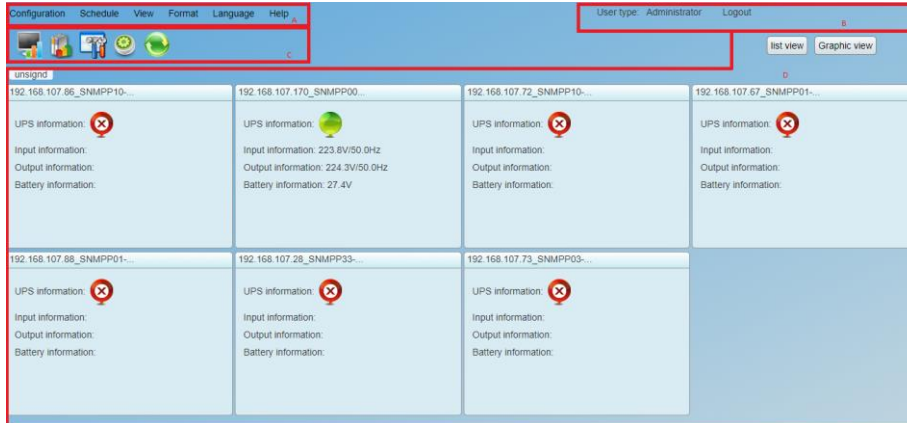 Configuration Schedule View Format Language Help A
User type: Administrator Logout B
C
list view Graphic view
D
unsignd
192.168.107.86_SNMPP10-...
UPS information:
Input information:
Output information:
Battery information:
192.168.107.170_SNMPP00...
UPS information:
Input information: 223.8V/50.0Hz
Output information: 224.3V/50.0Hz
Battery information: 27.4V
192.168.107.72_SNMPP10-...
UPS information:
Input information:
Output information:
Battery information:
192.168.107.67_SNMPP01-...
UPS information:
Input information:
Output information:
Battery information:
192.168.107.88_SNMPP01-...
UPS information:
Input information:
Output information:
Battery information:
192.168.107.28_SNMPP33-...
UPS information:
Input information:
Output information:
Battery information:
192.168.107.73_SNMPP03-...
UPS information:
Input information:
Output information:
Battery information: